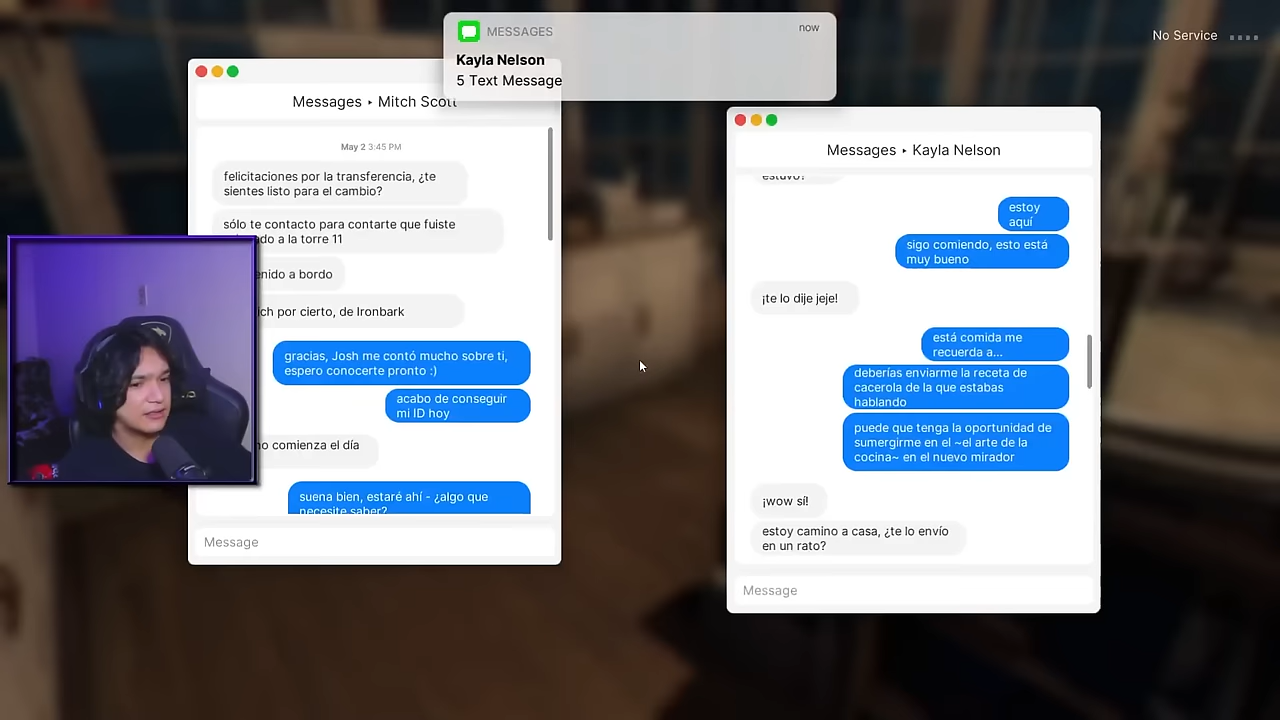 MESSAGES
now
Kayla Nelson
5 Text Message
No Service
Messages ‣ Mitch Scott
May 2 3:45 PM
felicitaciones por la transferencia, ¿te
sientes listo para el cambio?
sólo te contacto para contarte que fuiste
a la torre 11
a bordo
por cierto, de Ironbark
gracias, Josh me contó mucho sobre ti,
espero conocerte pronto :)
acabo de conseguir
mi ID hoy
comienza el día
suena bien, estaré ahí - ¿algo que
necesite saber?
Message
Messages ‣ Kayla Nelson
estuvo?
estoy
aquí
sigo comiendo, esto está
muy bueno
¡te lo dije jeje!
está comida me
recuerda a...
deberías enviarme la receta de
cacerola de la que estabas
hablando
puede que tenga la oportunidad de
sumergirme en el ~el arte de la
cocina~ en el nuevo mirador
¡wow sí!
estoy camino a casa, ¿te lo envío
en un rato?
Message